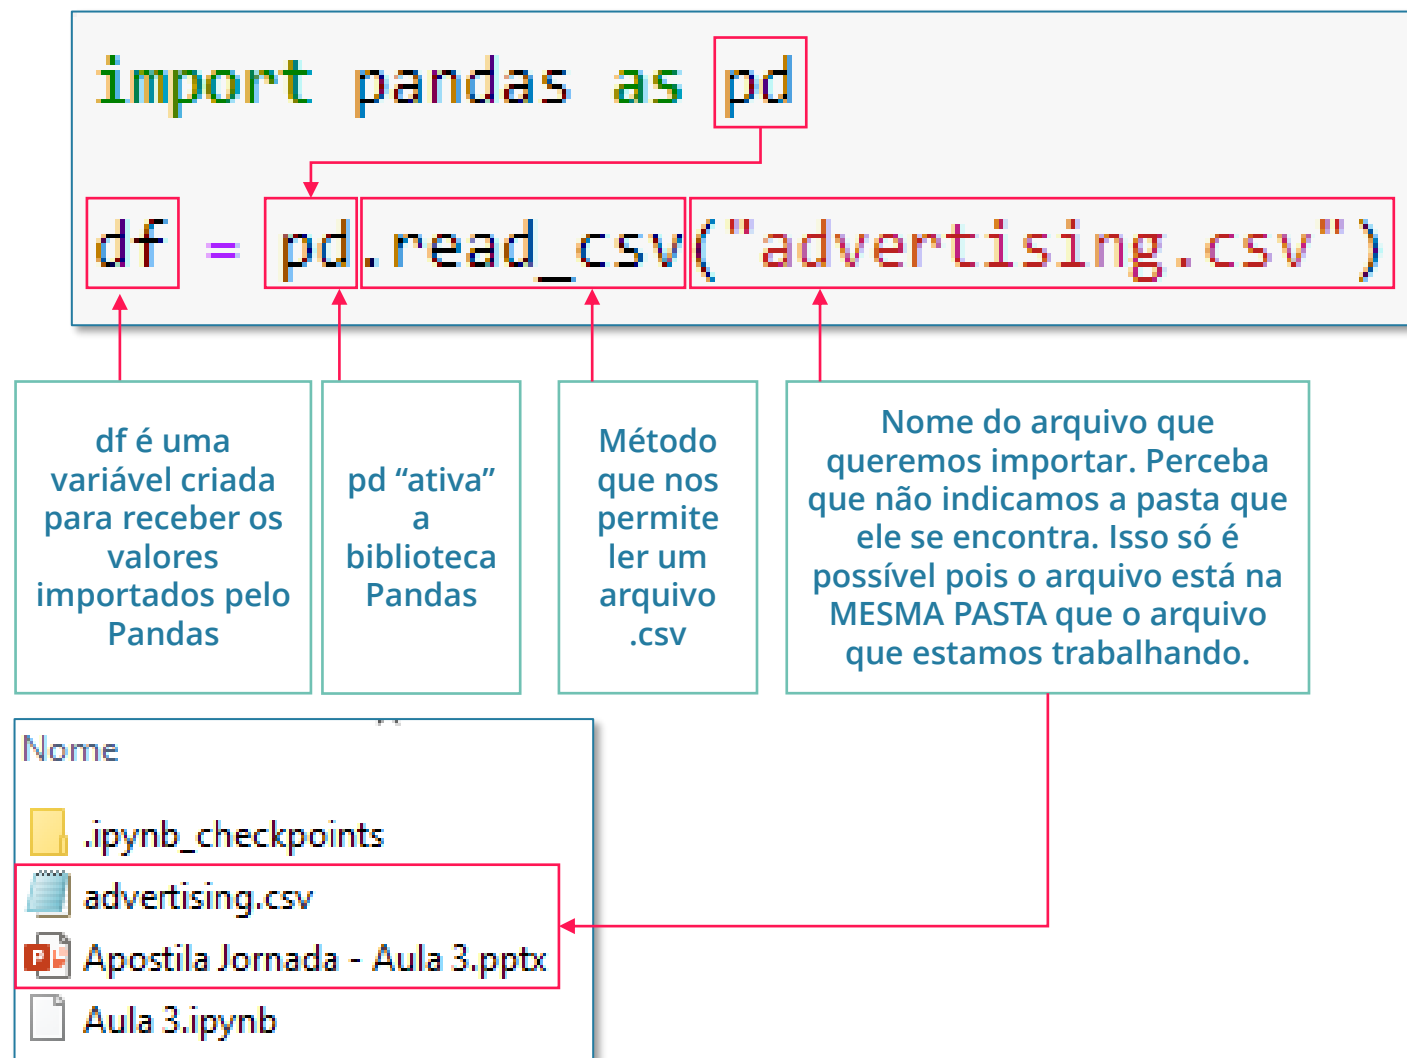 import pandas as pd
df = pd.read_csv("advertising.csv")
df é uma
variável criada
para receber os
valores
importados pelo
Pandas
pd “ativa”
a
biblioteca
Pandas
Método
que nos
permite
ler um
arquivo
.csv
Nome do arquivo que
queremos importar. Perceba
que não indicamos a pasta que
ele se encontra. Isso só é
possível pois o arquivo está na
MESMA PASTA que o arquivo
que estamos trabalhando.
Nome
.ipynb_checkpoints
advertising.csv
Apostila Jornada - Aula 3.pptx
Aula 3.ipynb